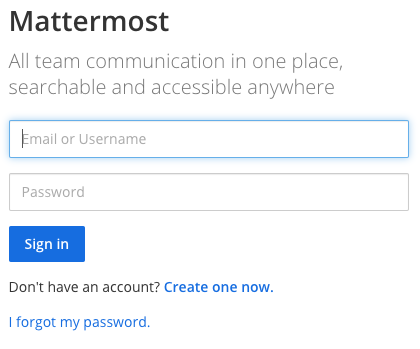 Mattermost
All team communication in one place,
searchable and accessible anywhere
Email or Username
Password
Sign in
Don't have an account? Create one now.
I forgot my password.